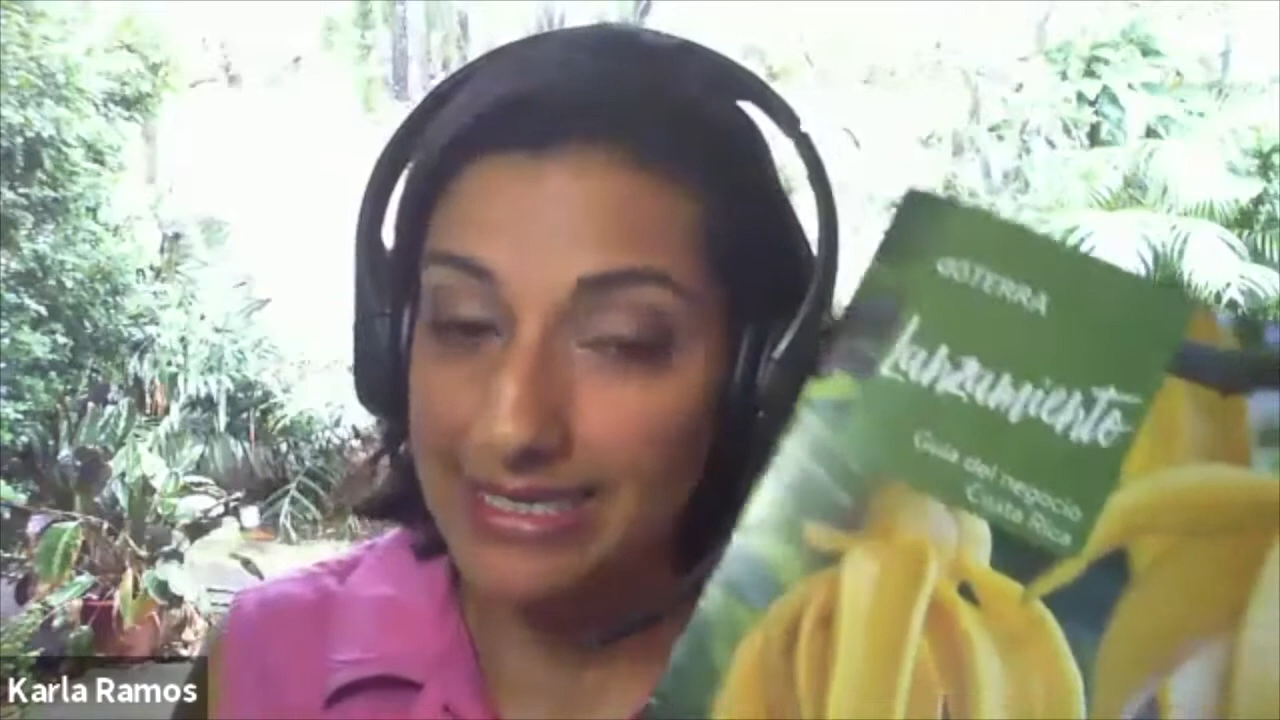 dōTERRA
Lanzamiento
Guía del negocio
Costa Rica
Karla Ramos